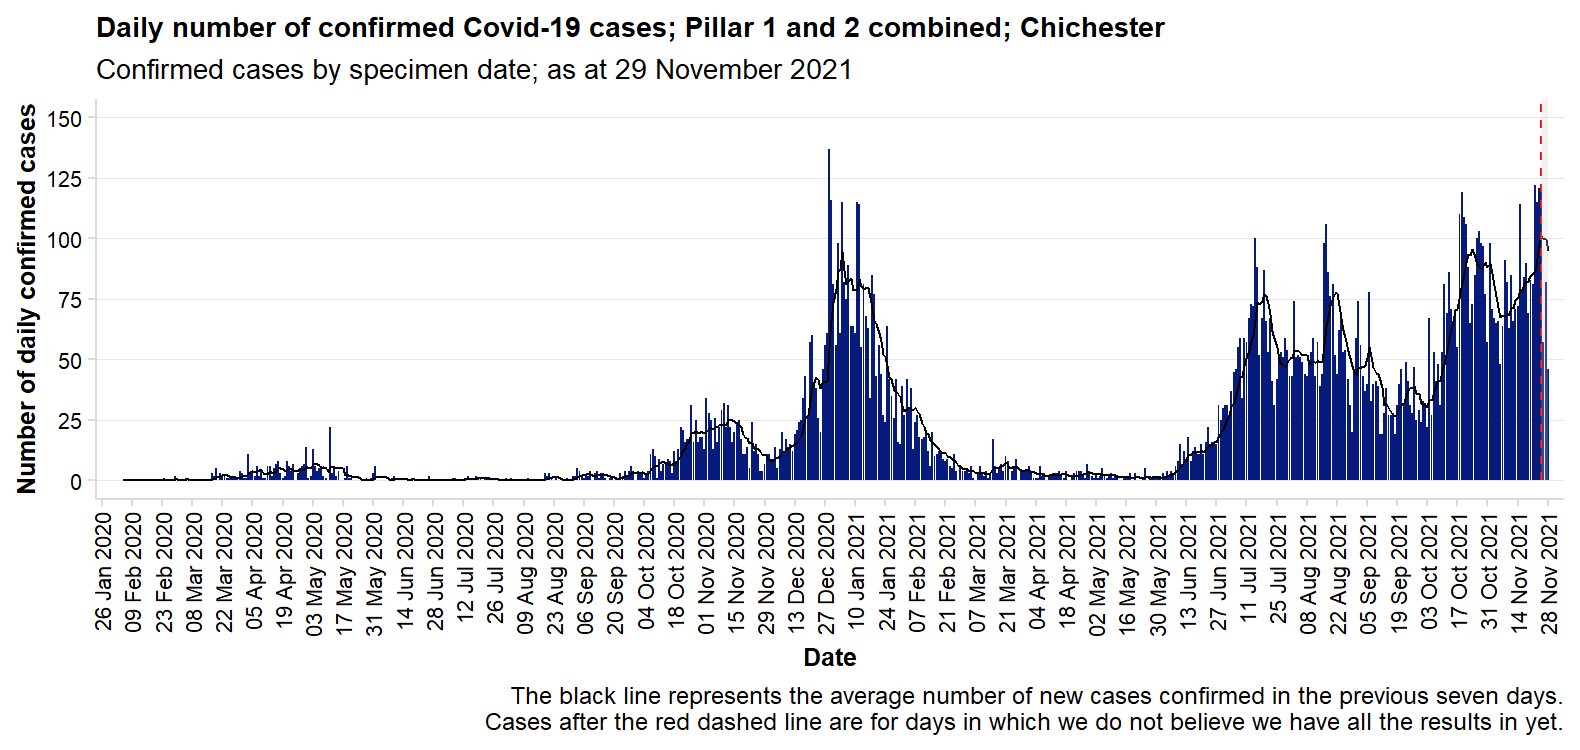 Daily number of confirmed Covid-19 cases; Pillar 1 and 2 combined; Chichester
Confirmed cases by specimen date; as at 29 November 2021
Number of daily confirmed cases
150
125
100
75
50
25
0
26 Jan 2020
09 Feb 2020
23 Feb 2020
08 Mar 2020
22 Mar 2020
05 Apr 2020
19 Apr 2020
03 May 2020
17 May 2020
31 May 2020
14 Jun 2020
28 Jun 2020
12 Jul 2020
26 Jul 2020
09 Aug 2020
23 Aug 2020
06 Sep 2020
20 Sep 2020
04 Oct 2020
18 Oct 2020
01 Nov 2020
15 Nov 2020
29 Nov 2020
13 Dec 2020
27 Dec 2020
10 Jan 2021
24 Jan 2021
07 Feb 2021
21 Feb 2021
07 Mar 2021
21 Mar 2021
04 Apr 2021
18 Apr 2021
02 May 2021
16 May 2021
30 May 2021
13 Jun 2021
27 Jun 2021
11 Jul 2021
25 Jul 2021
08 Aug 2021
22 Aug 2021
05 Sep 2021
19 Sep 2021
03 Oct 2021
17 Oct 2021
31 Oct 2021
14 Nov 2021
28 Nov 2021
Date
The black line represents the average number of new cases confirmed in the previous seven days.
Cases after the red dashed line are for days in which we do not believe we have all the results in yet.